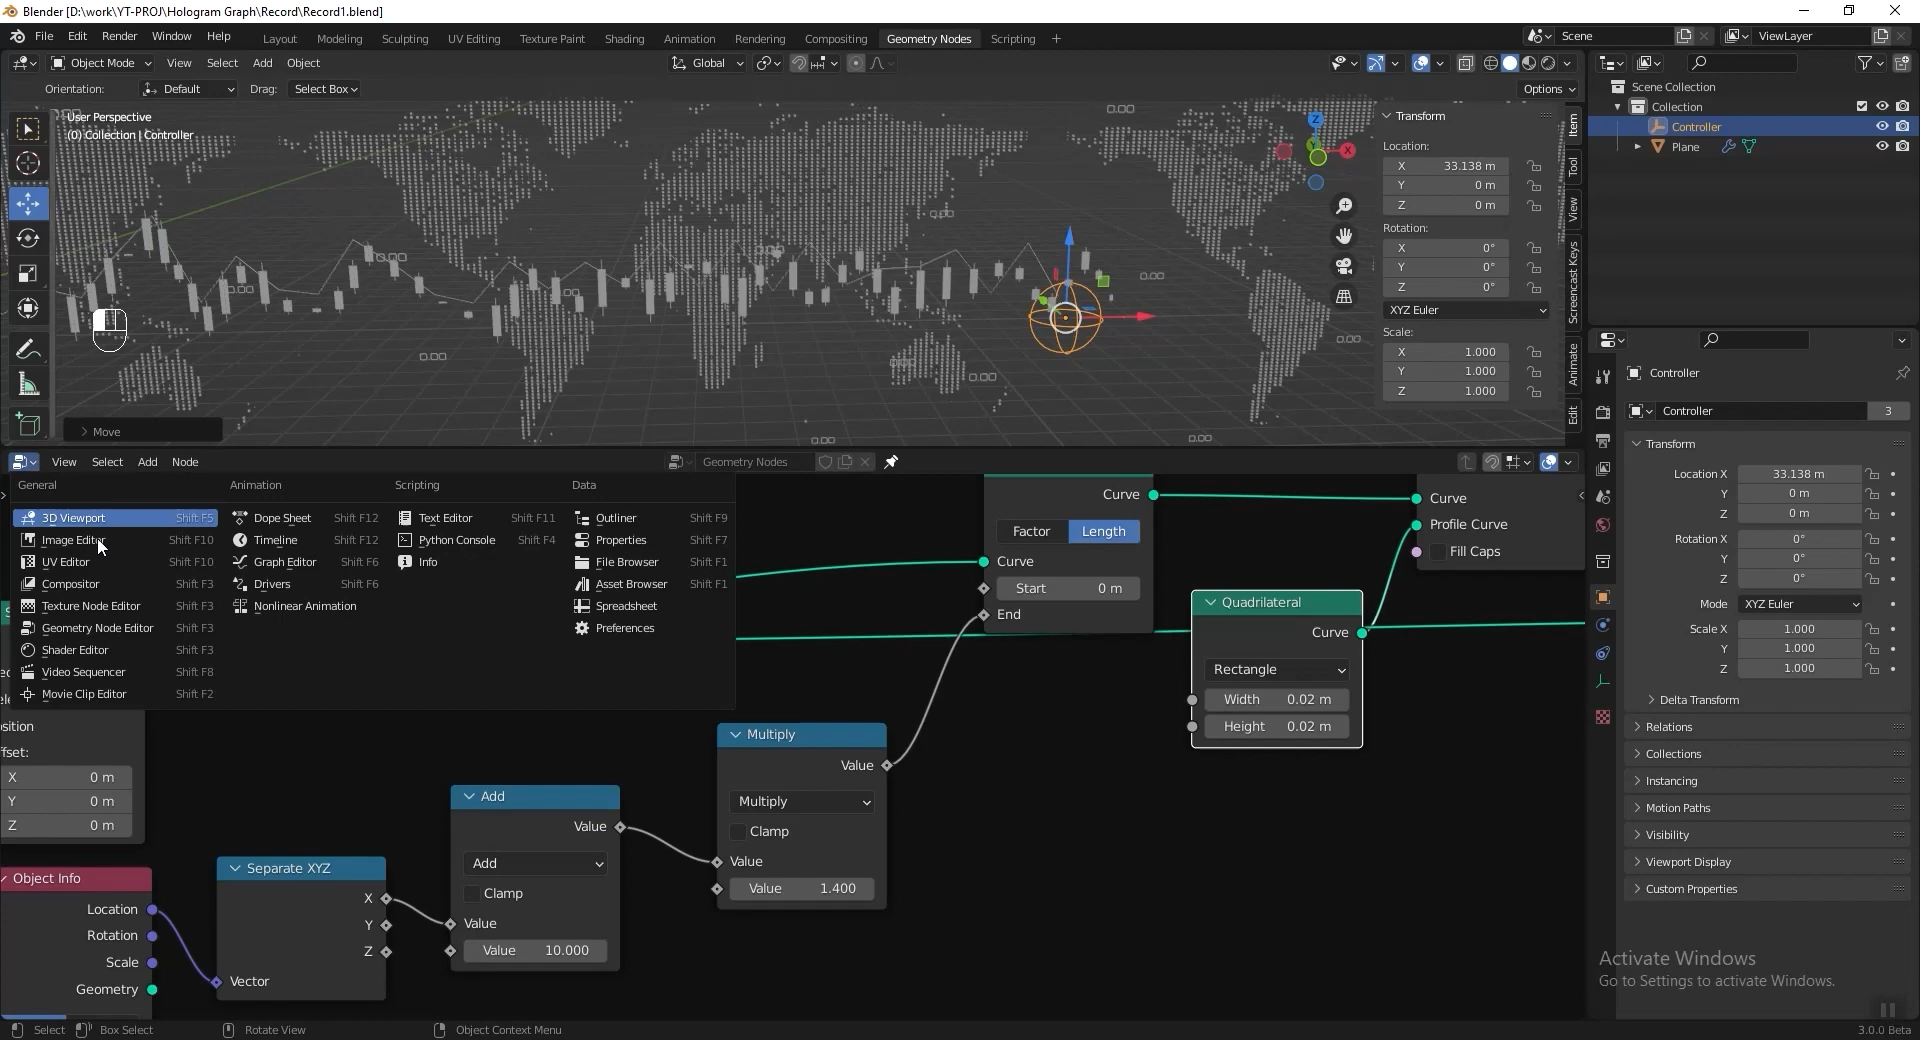 Blender [D:\work\YT-PROJ\Hologram Graph\Record\Record1.blend]
File Edit Render Window Help
Layout Modeling Sculpting UV Editing Texture Paint Shading Animation Rendering Compositing Geometry Nodes Scripting +
Scene
ViewLayer
Object Mode View Select Add Object
Global
Orientation: Default Drag: Select Box
Options
User Perspective
(0) Collection | Controller
Z
Y
X
Transform
Location:
X 33.138 m
Y 0 m
Z 0 m
Rotation:
X 0°
Y 0°
Z 0°
XYZ Euler
Scale:
X 1.000
Y 1.000
Z 1.000
Item
Tool
View
Screencast Keys
Animate
Edit
> Move
Scene Collection
Collection
Controller
Plane
Controller
Controller 3
Transform
Location X 33.138 m
Y 0 m
Z 0 m
Rotation X 0°
Y 0°
Z 0°
Mode XYZ Euler
Scale X 1.000
Y 1.000
Z 1.000
Delta Transform
Relations
Collections
Instancing
Motion Paths
Visibility
Viewport Display
Custom Properties
View Select Add Node
Geometry Nodes
General Animation Scripting Data
3D Viewport Shift F5
Image Editor Shift F10
UV Editor Shift F10
Compositor Shift F3
Texture Node Editor Shift F3
Geometry Node Editor Shift F3
Shader Editor Shift F3
Video Sequencer Shift F8
Movie Clip Editor Shift F2
Dope Sheet Shift F12
Timeline Shift F12
Graph Editor Shift F6
Drivers Shift F6
Nonlinear Animation
Text Editor Shift F11
Python Console Shift F4
Info
Outliner Shift F9
Properties Shift F7
File Browser Shift F1
Asset Browser Shift F1
Spreadsheet
Preferences
Curve
Factor Length
Curve
Start 0 m
End
Curve
Profile Curve
Fill Caps
Quadrilateral
Curve
Rectangle
Width 0.02 m
Height 0.02 m
Multiply
Value
Multiply
Clamp
Value
Value 1.400
Add
Value
Add
Clamp
Value
Value 10.000
Separate XYZ
X
Y
Z
Vector
sition
fset:
X 0 m
Y 0 m
Z 0 m
Object Info
Location
Rotation
Scale
Geometry
Activate Windows
Go to Settings to activate Windows.
Select Box Select Rotate View Object Context Menu
3.0.0 Beta